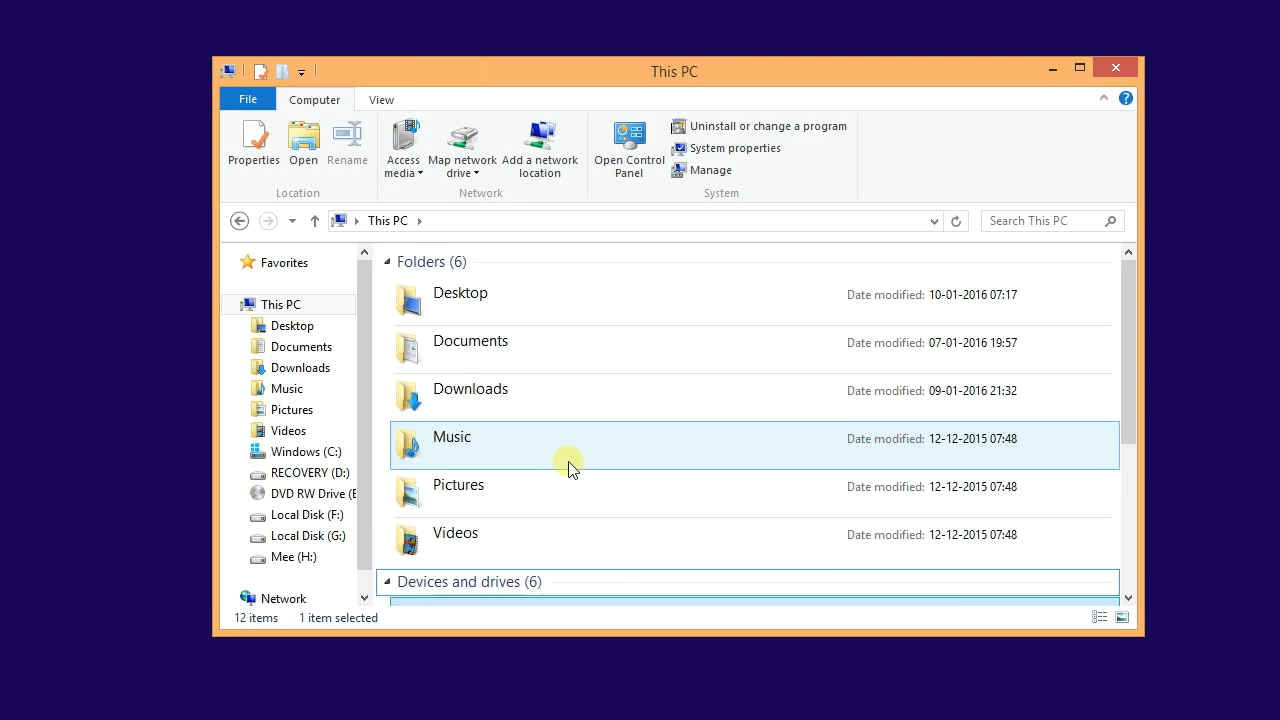 This PC
File Computer View
Properties Open Rename Access media Map network drive Add a network location Open Control Panel Uninstall or change a program
System properties
Manage
Location Network System
This PC
Search This PC
Favorites
This PC
Desktop
Documents
Downloads
Music
Pictures
Videos
Windows (C:)
RECOVERY (D:)
DVD RW Drive (E
Local Disk (F:)
Local Disk (G:)
Mee (H:)
Network
Folders (6)
Desktop Date modified: 10-01-2016 07:17
Documents Date modified: 07-01-2016 19:57
Downloads Date modified: 09-01-2016 21:32
Music Date modified: 12-12-2015 07:48
Pictures Date modified: 12-12-2015 07:48
Videos Date modified: 12-12-2015 07:48
Devices and drives (6)
12 items 1 item selected